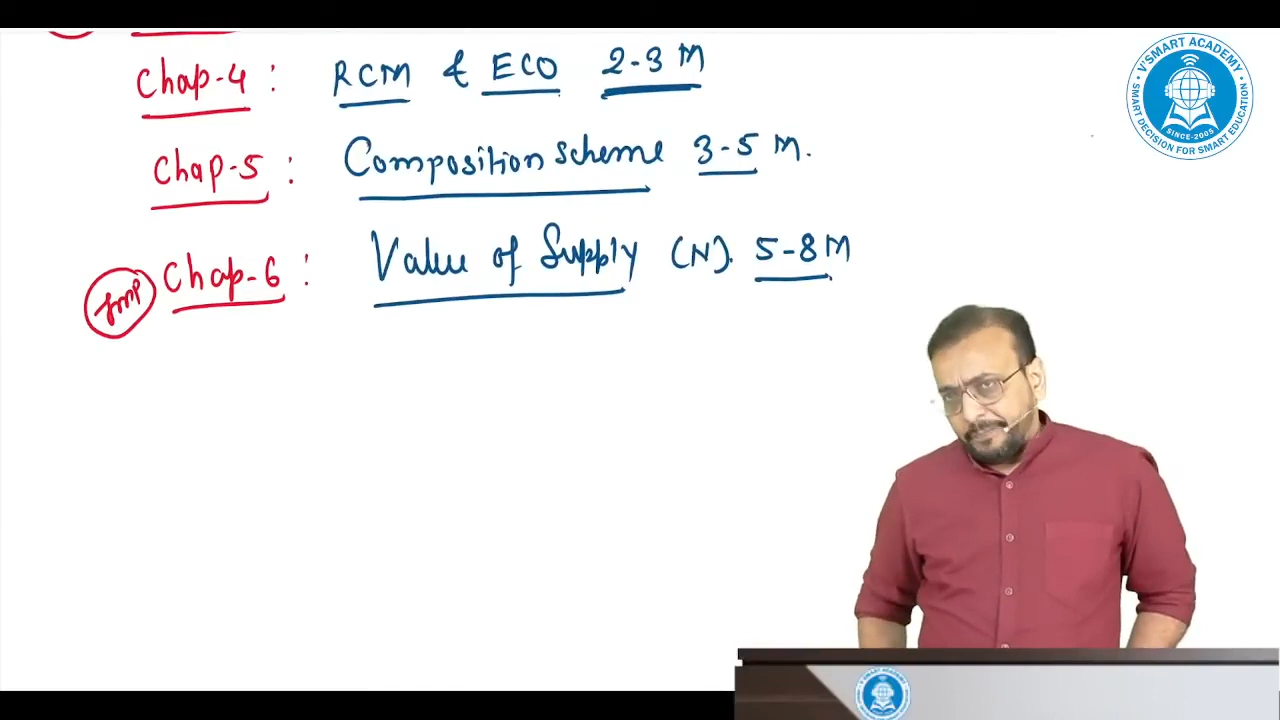 Chap-4 : RCM & ECO 2-3 M
Chap-5 : Composition scheme 3-5 M.
Imp Chap-6 : Value of Supply (N). 5-8 M
V'SMART ACADEMY
SINCE-2005
SMART DECISION FOR SMART EDUCATION